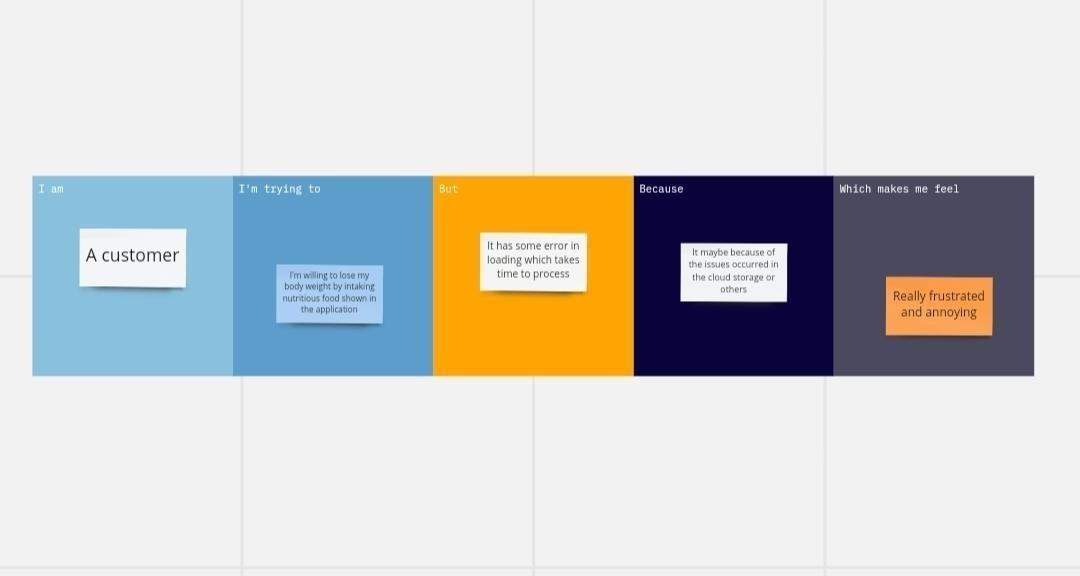 I am
A customer
I'm trying to
I'm willing to lose my
body weight by intaking
nutritious food shown in
the application
But
It has some error in
loading which takes
time to process
Because
It maybe because of
the issues occurred in
the cloud storage or
others
Which makes me feel
Really frustrated
and annoying